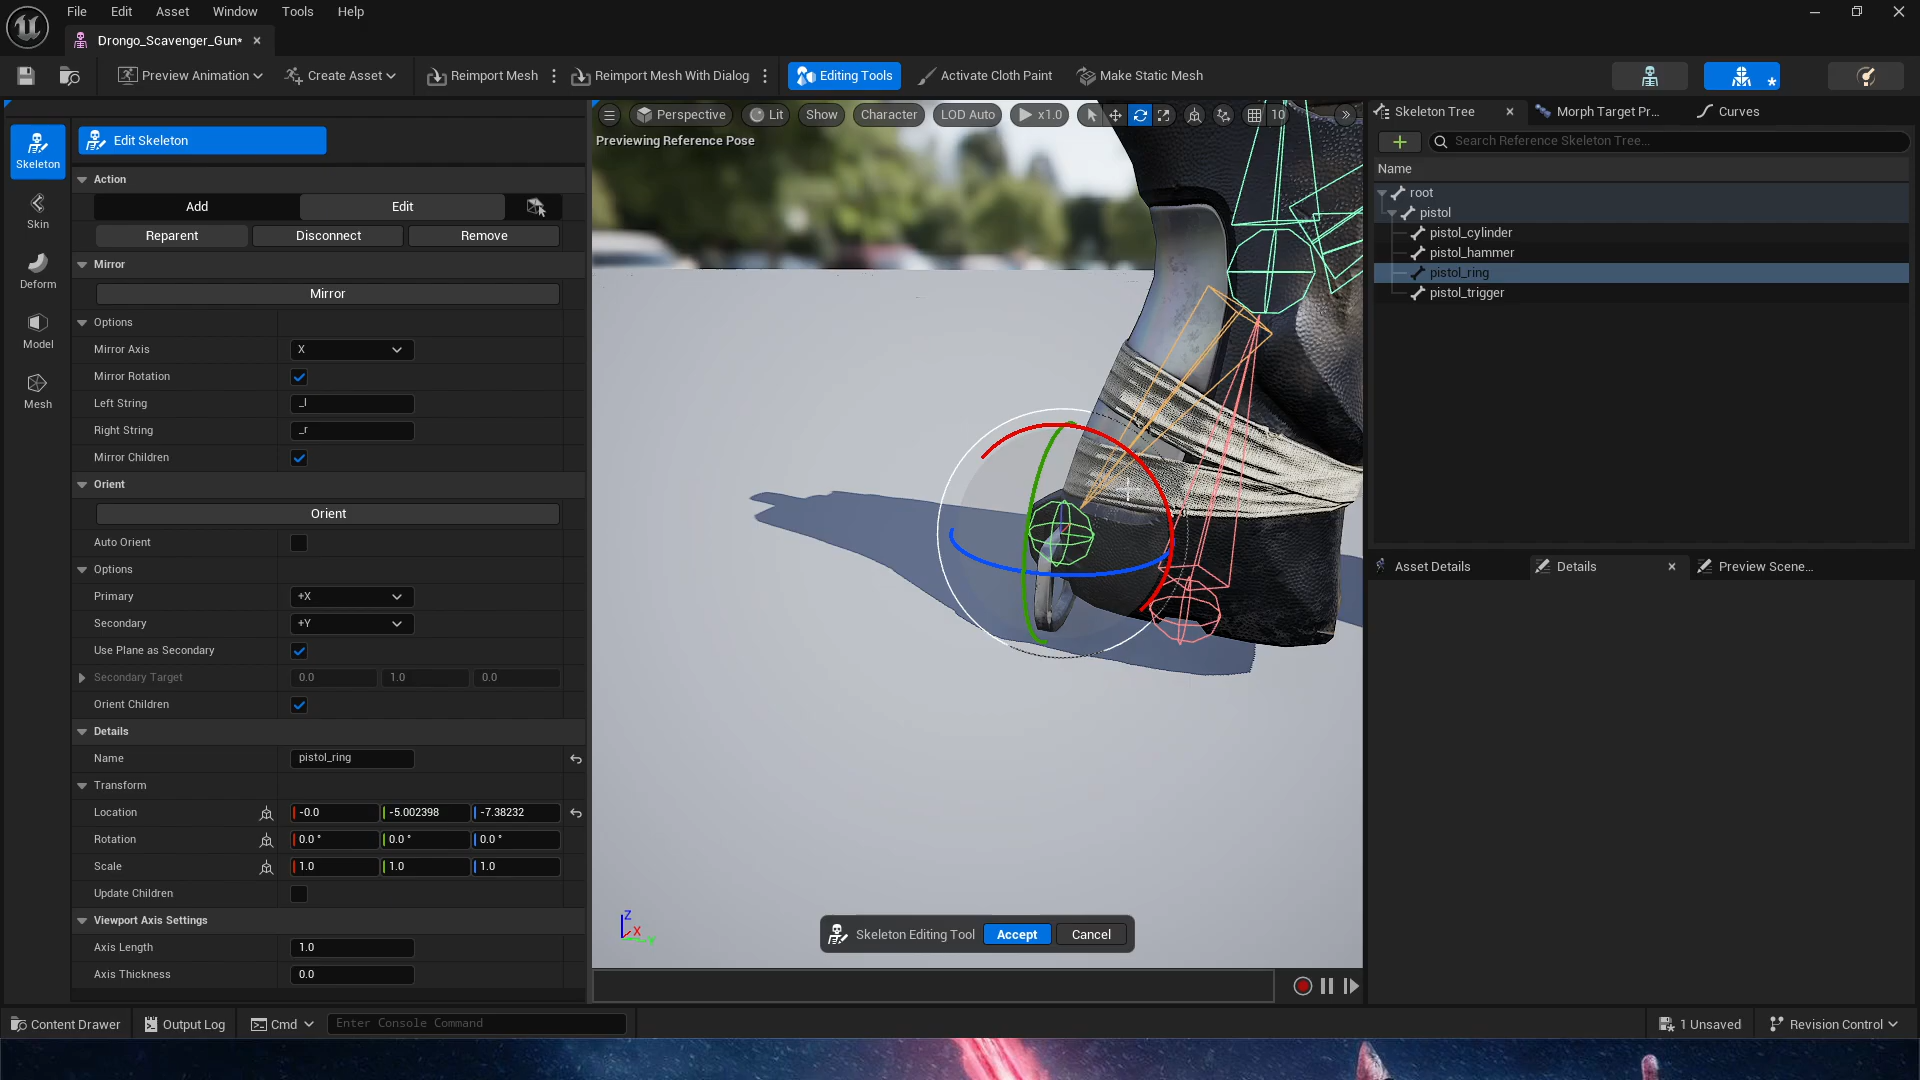 File Edit Asset Window Tools Help
Drongo_Scavenger_Gun*
Preview Animation Create Asset Reimport Mesh Reimport Mesh With Dialog Editing Tools Activate Cloth Paint Make Static Mesh
Skeleton
Skin
Deform
Model
Mesh
Edit Skeleton
Action
Add Edit
Reparent Disconnect Remove
Mirror
Mirror
Options
Mirror Axis X
Mirror Rotation
Left String _l
Right String _r
Mirror Children
Orient
Orient
Auto Orient
Options
Primary +X
Secondary +Y
Use Plane as Secondary
Secondary Target 0.0 1.0 0.0
Orient Children
Details
Name pistol_ring
Transform
Location -0.0 -5.002398 -7.38232
Rotation 0.0 ° 0.0 ° 0.0 °
Scale 1.0 1.0 1.0
Update Children
Viewport Axis Settings
Axis Length 1.0
Axis Thickness 0.0
Perspective Lit Show Character LOD Auto x1.0 10
Previewing Reference Pose
Z
X
Y
Skeleton Editing Tool Accept Cancel
Skeleton Tree Morph Target Pr... Curves
Search Reference Skeleton Tree...
Name
root
pistol
pistol_cylinder
pistol_hammer
pistol_ring
pistol_trigger
Asset Details Details Preview Scene...
Content Drawer Output Log Cmd Enter Console Command 1 Unsaved Revision Control